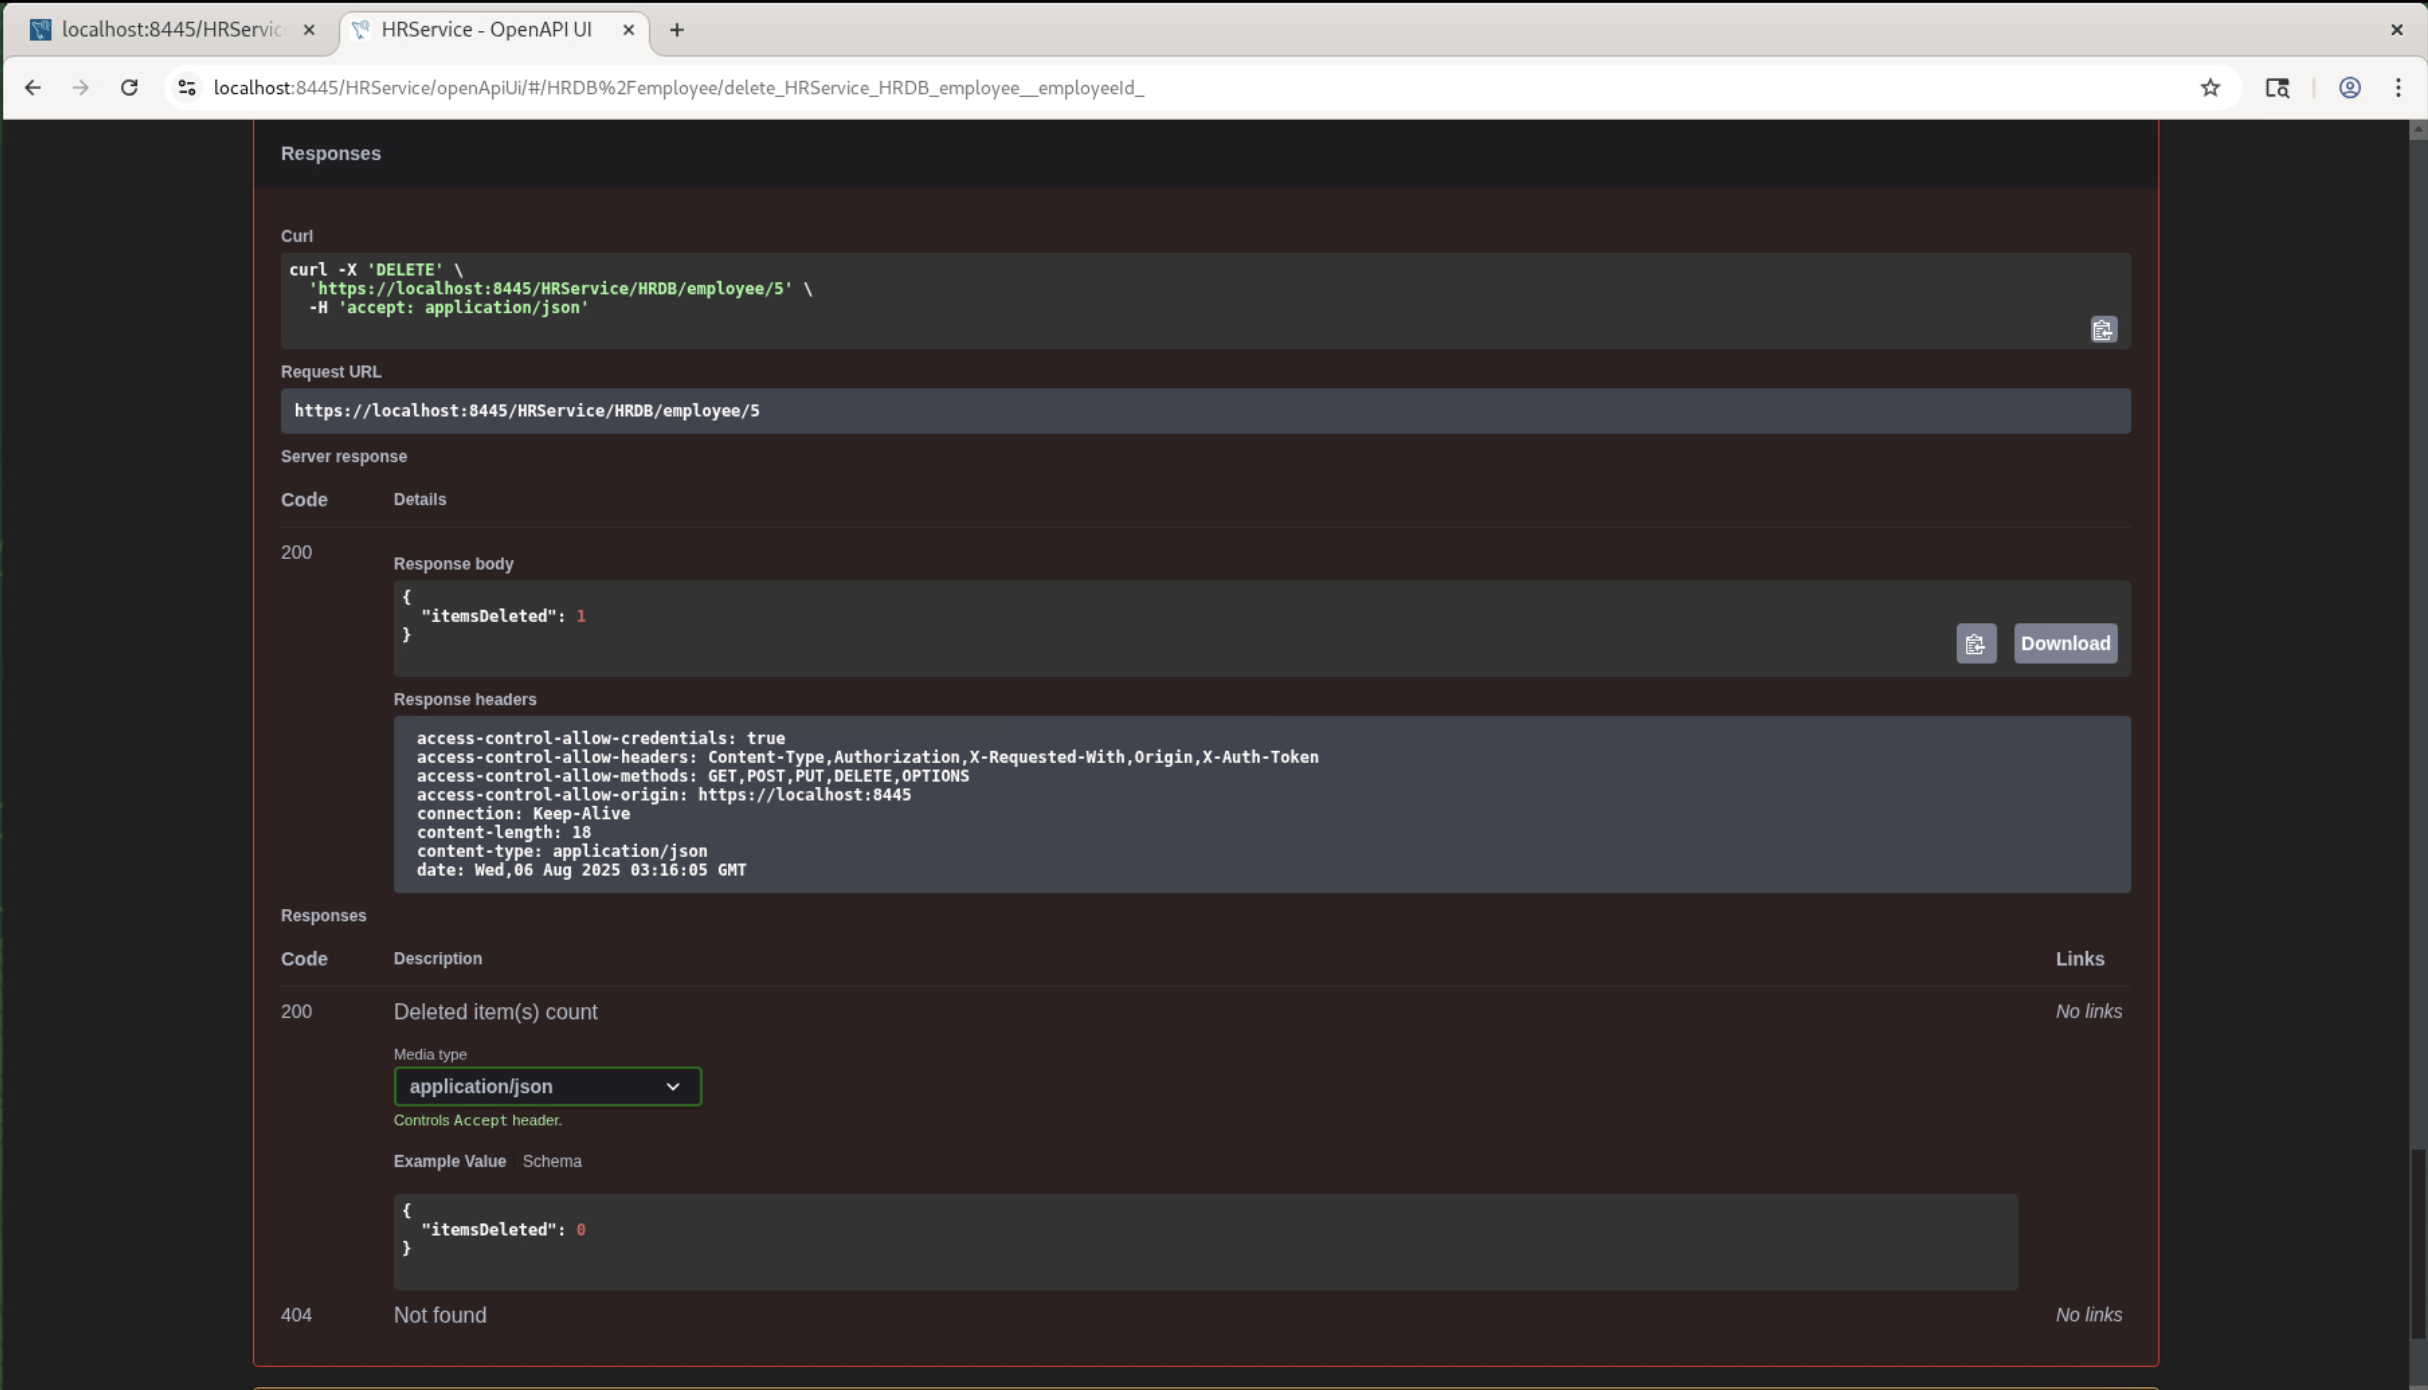 localhost:8445/HRServic
HRService - OpenAPI UI
localhost:8445/HRService/openApiUi/#/HRDB%2Femployee/delete_HRService_HRDB_employee__employeeId_
Responses
Curl
curl -X 'DELETE' \
'https://localhost:8445/HRService/HRDB/employee/5' \
-H 'accept: application/json'
Request URL
https://localhost:8445/HRService/HRDB/employee/5
Server response
Code Details
200
Response body
{
"itemsDeleted": 1
}
Download
Response headers
access-control-allow-credentials: true
access-control-allow-headers: Content-Type,Authorization,X-Requested-With,Origin,X-Auth-Token
access-control-allow-methods: GET,POST,PUT,DELETE,OPTIONS
access-control-allow-origin: https://localhost:8445
connection: Keep-Alive
content-length: 18
content-type: application/json
date: Wed,06 Aug 2025 03:16:05 GMT
Responses
Code Description Links
200 Deleted item(s) count No links
Media type
application/json
Controls Accept header.
Example Value Schema
{
"itemsDeleted": 0
}
404 Not found No links